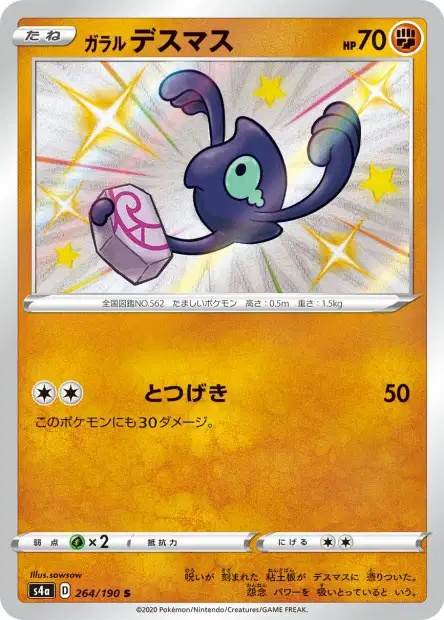 たね ガラル デスマス HP70
全国図鑑NO.562 たましいポケモン 高さ:0.5m 重さ:1.5kg
とつげき 50
このポケモンにも30ダメージ。
弱点 ×2 抵抗力 にげる
Illus.sowsow
s4a D 264/190 S
呪いが 刻まれた 粘土板が デスマスに 憑りついた。
怨念 パワーを 吸いとっていると いう。
©2020 Pokémon/Nintendo/Creatures/GAME FREAK.